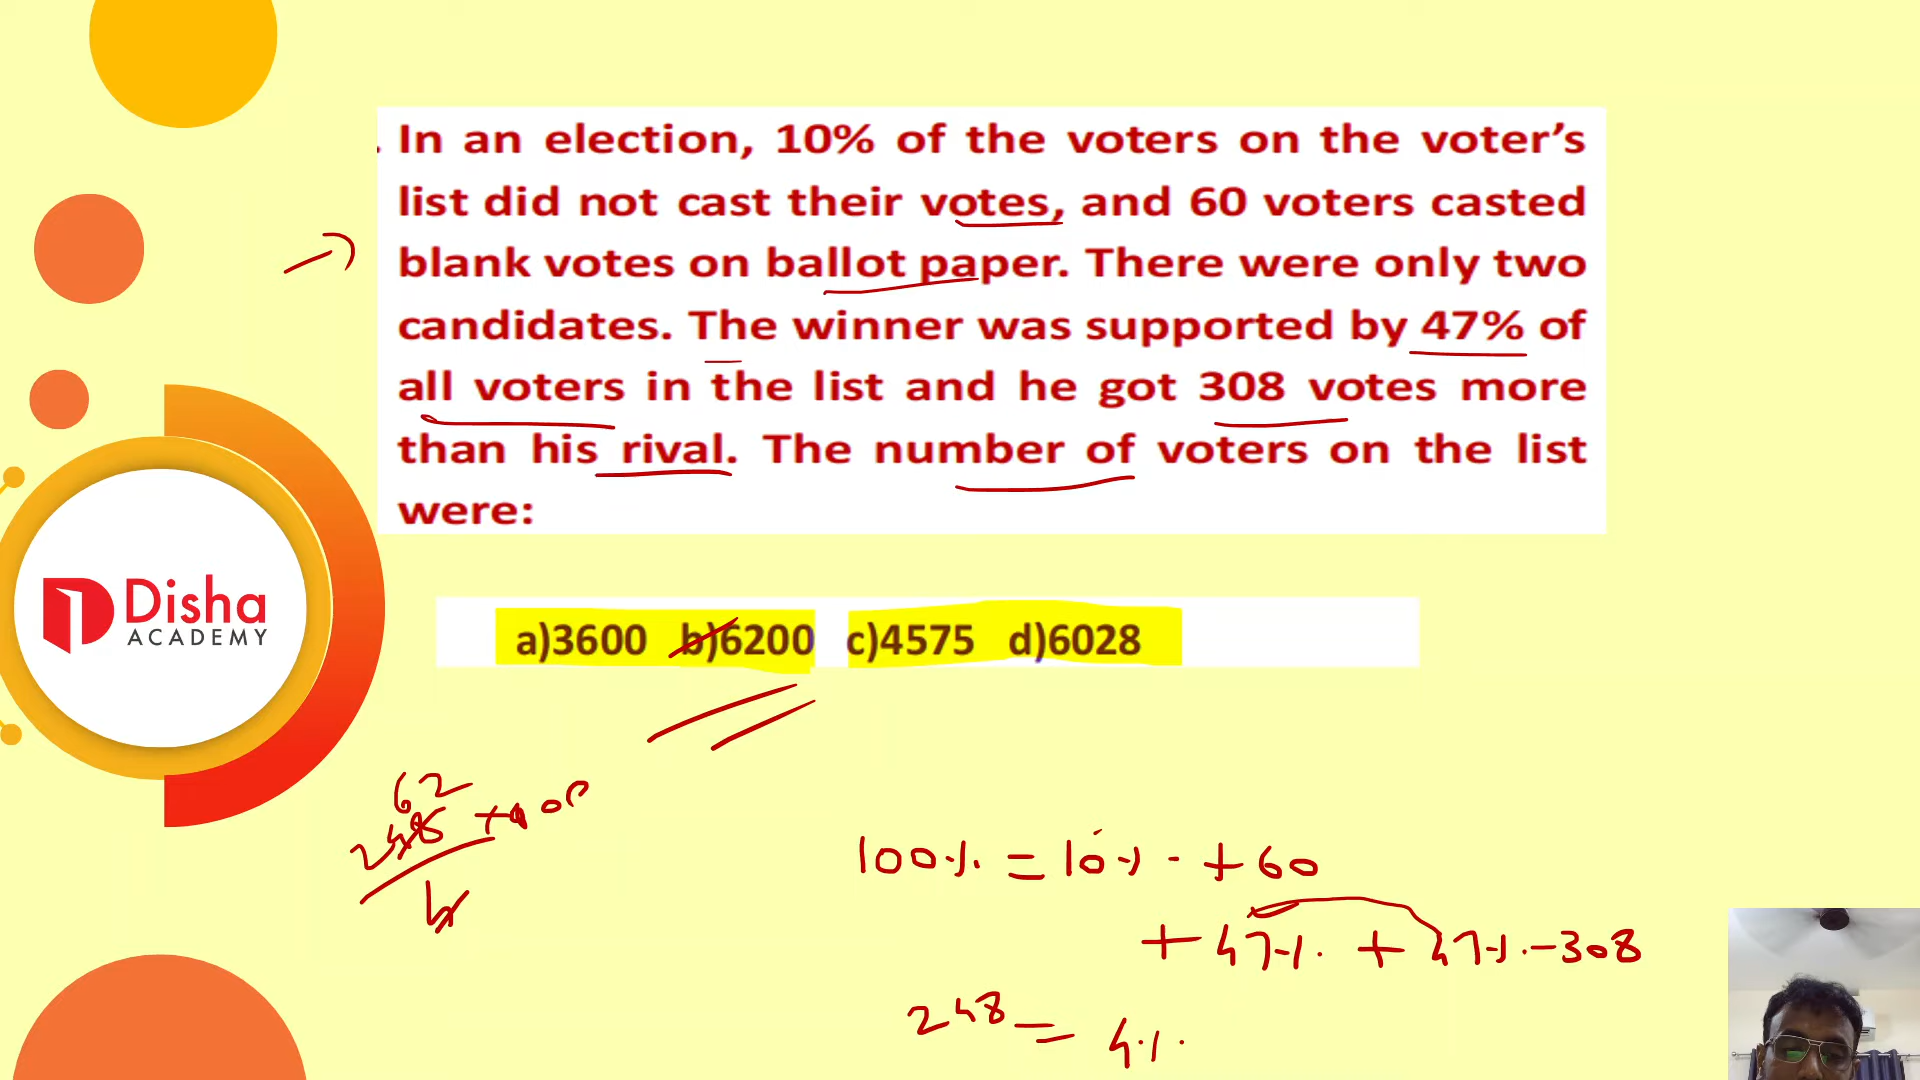 . In an election, 10% of the voters on the voter’s
list did not cast their votes, and 60 voters casted
blank votes on ballot paper. There were only two
candidates. The winner was supported by 47% of
all voters in the list and he got 308 votes more
than his rival. The number of voters on the list
were:
Disha
ACADEMY
a)3600 b)6200 c)4575 d)6028
62
248
4
100% = 10% + 60
+ 47% + 47% - 308
248 = 4%